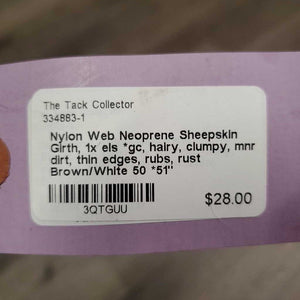 The Tack Collector
334883-1
Nylon Web Neoprene Sheepskin
Girth, 1x els *gc, hairy, clumpy, mnr
dirt, thin edges, rubs, rust
Brown/White 50 *51"
$28.00
3QTGUU